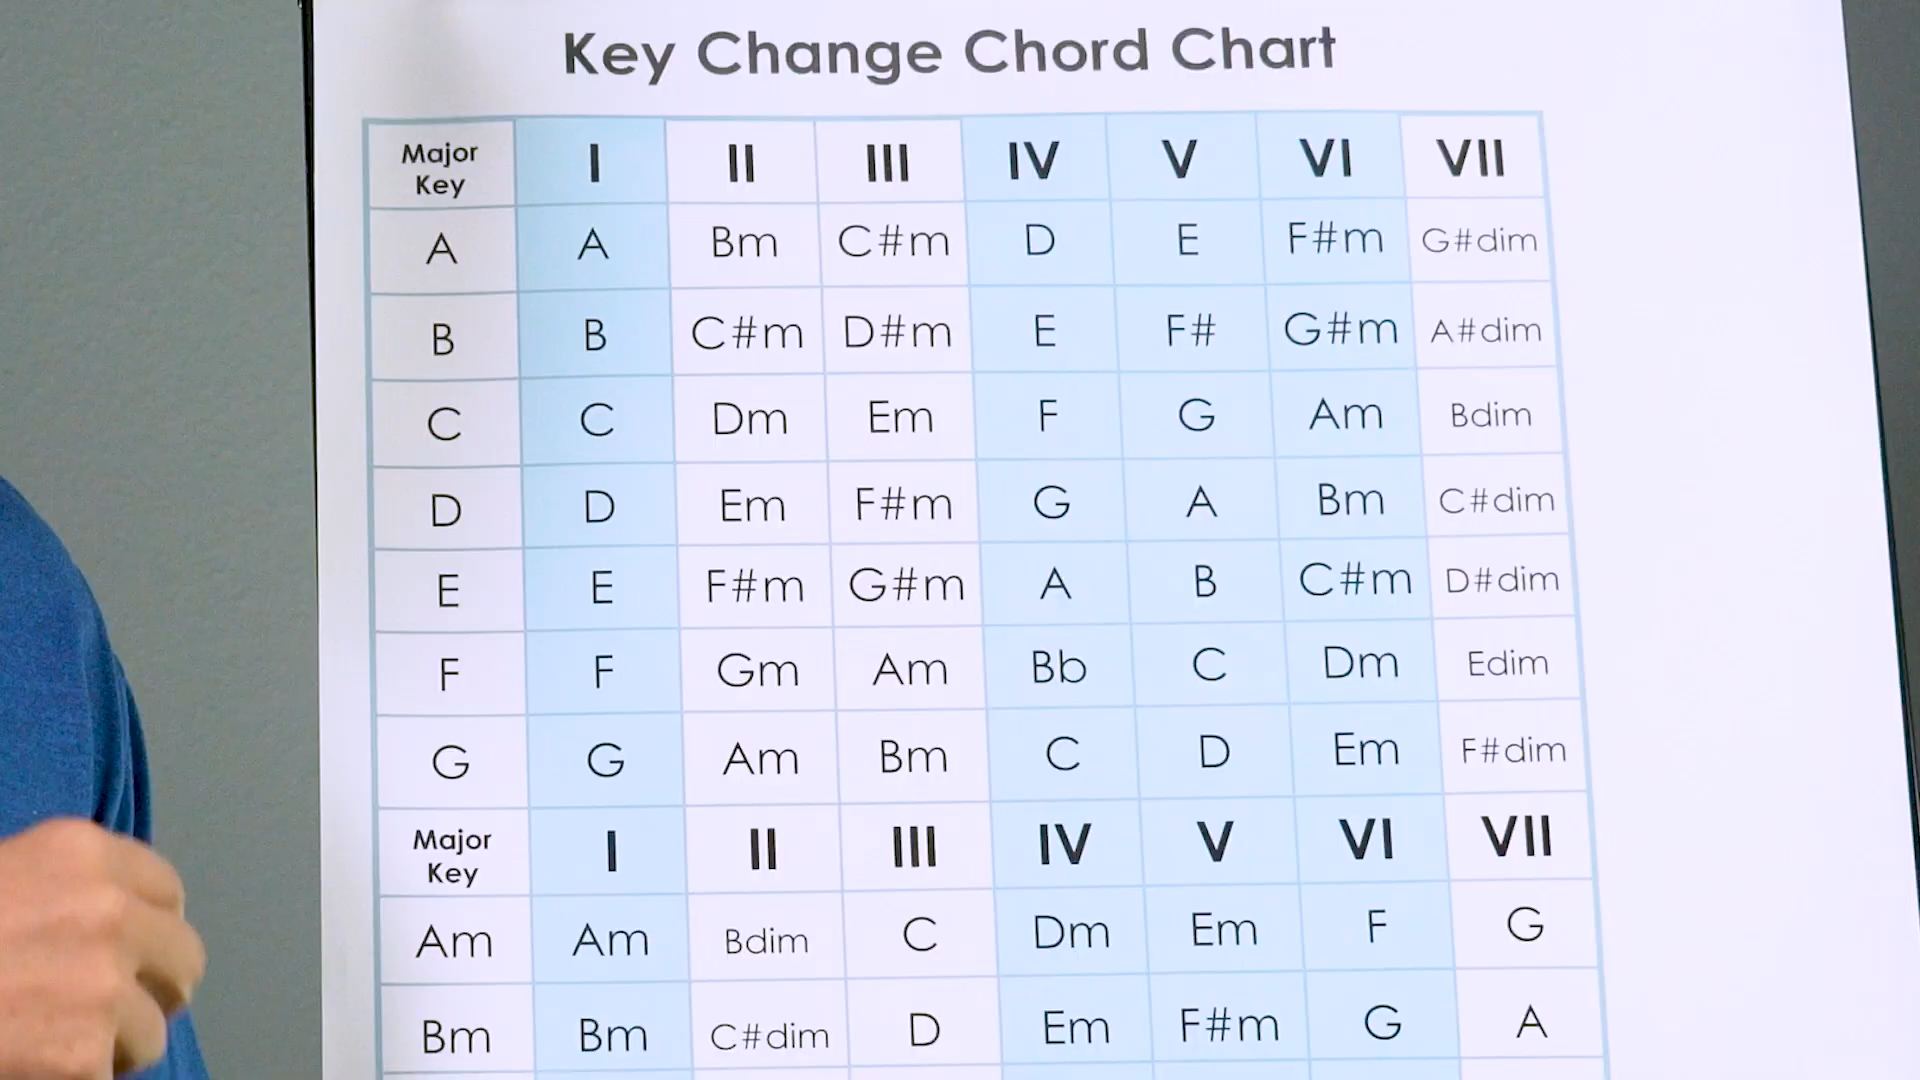 Key Change Chord Chart
Major Key I II III IV V VI VII
A A Bm C#m D E F#m G#dim
B B C#m D#m E F# G#m A#dim
C C Dm Em F G Am Bdim
D D Em F#m G A Bm C#dim
E E F#m G#m A B C#m D#dim
F F Gm Am Bb C Dm Edim
G G Am Bm C D Em F#dim
Major Key I II III IV V VI VII
Am Am Bdim C Dm Em F G
Bm Bm C#dim D Em F#m G A